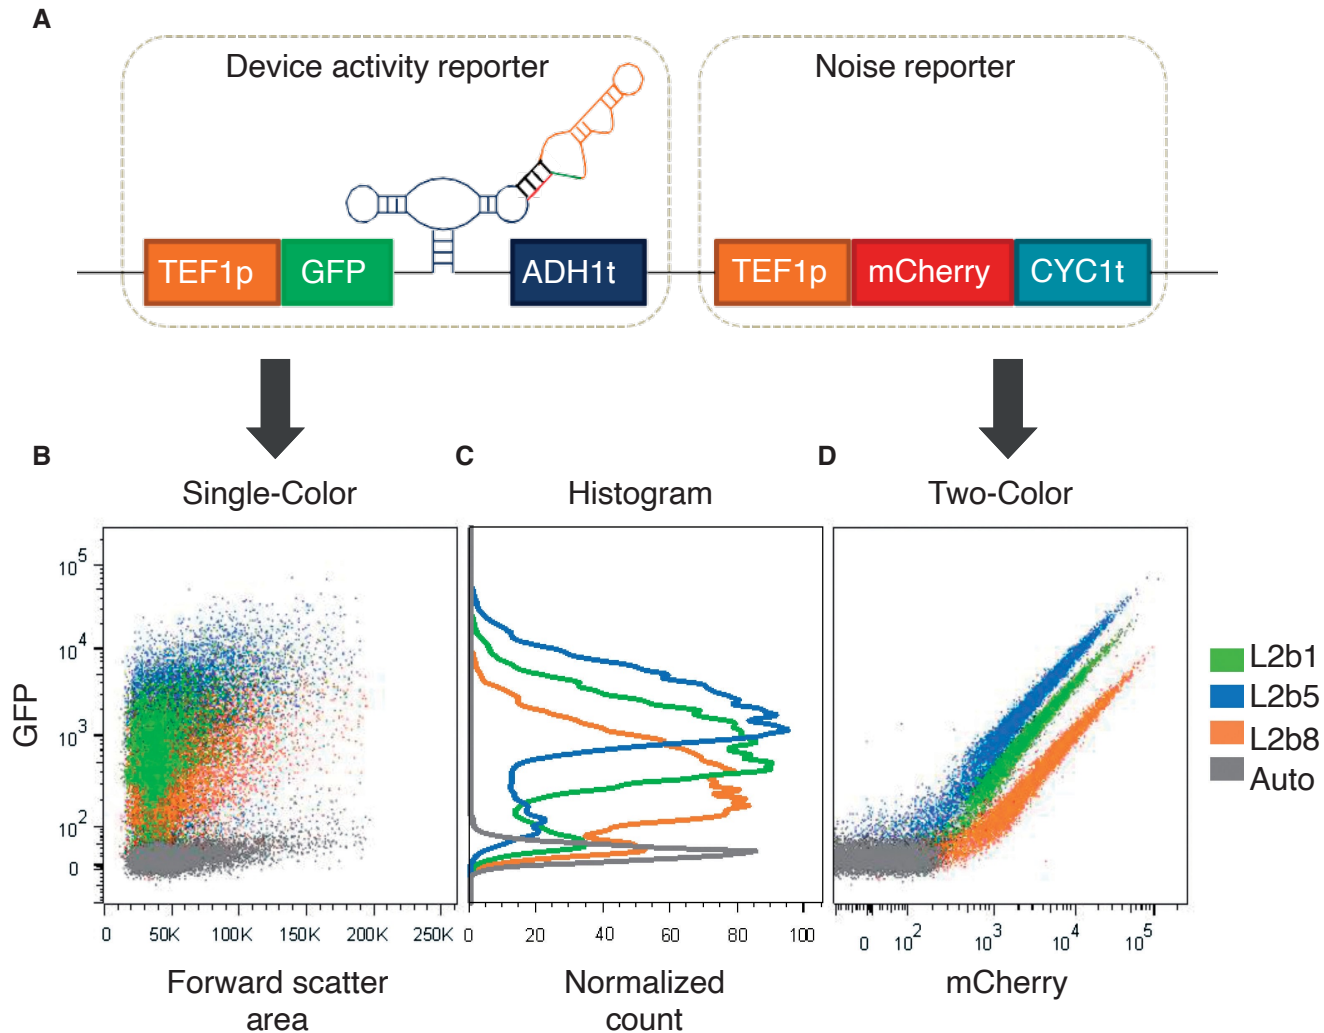 A
Device activity reporter
Noise reporter
TEF1p
GFP
ADH1t
TEF1p
mCherry
CYC1t
B
C
D
Single-Color
Histogram
Two-Color
GFP
10^5
10^4
10^3
10^2
0
0 50K 100K 150K 200K 250K
0 20 40 60 80 100
0 10^2 10^3 10^4 10^5
Forward scatter
area
Normalized
count
mCherry
L2b1
L2b5
L2b8
Auto